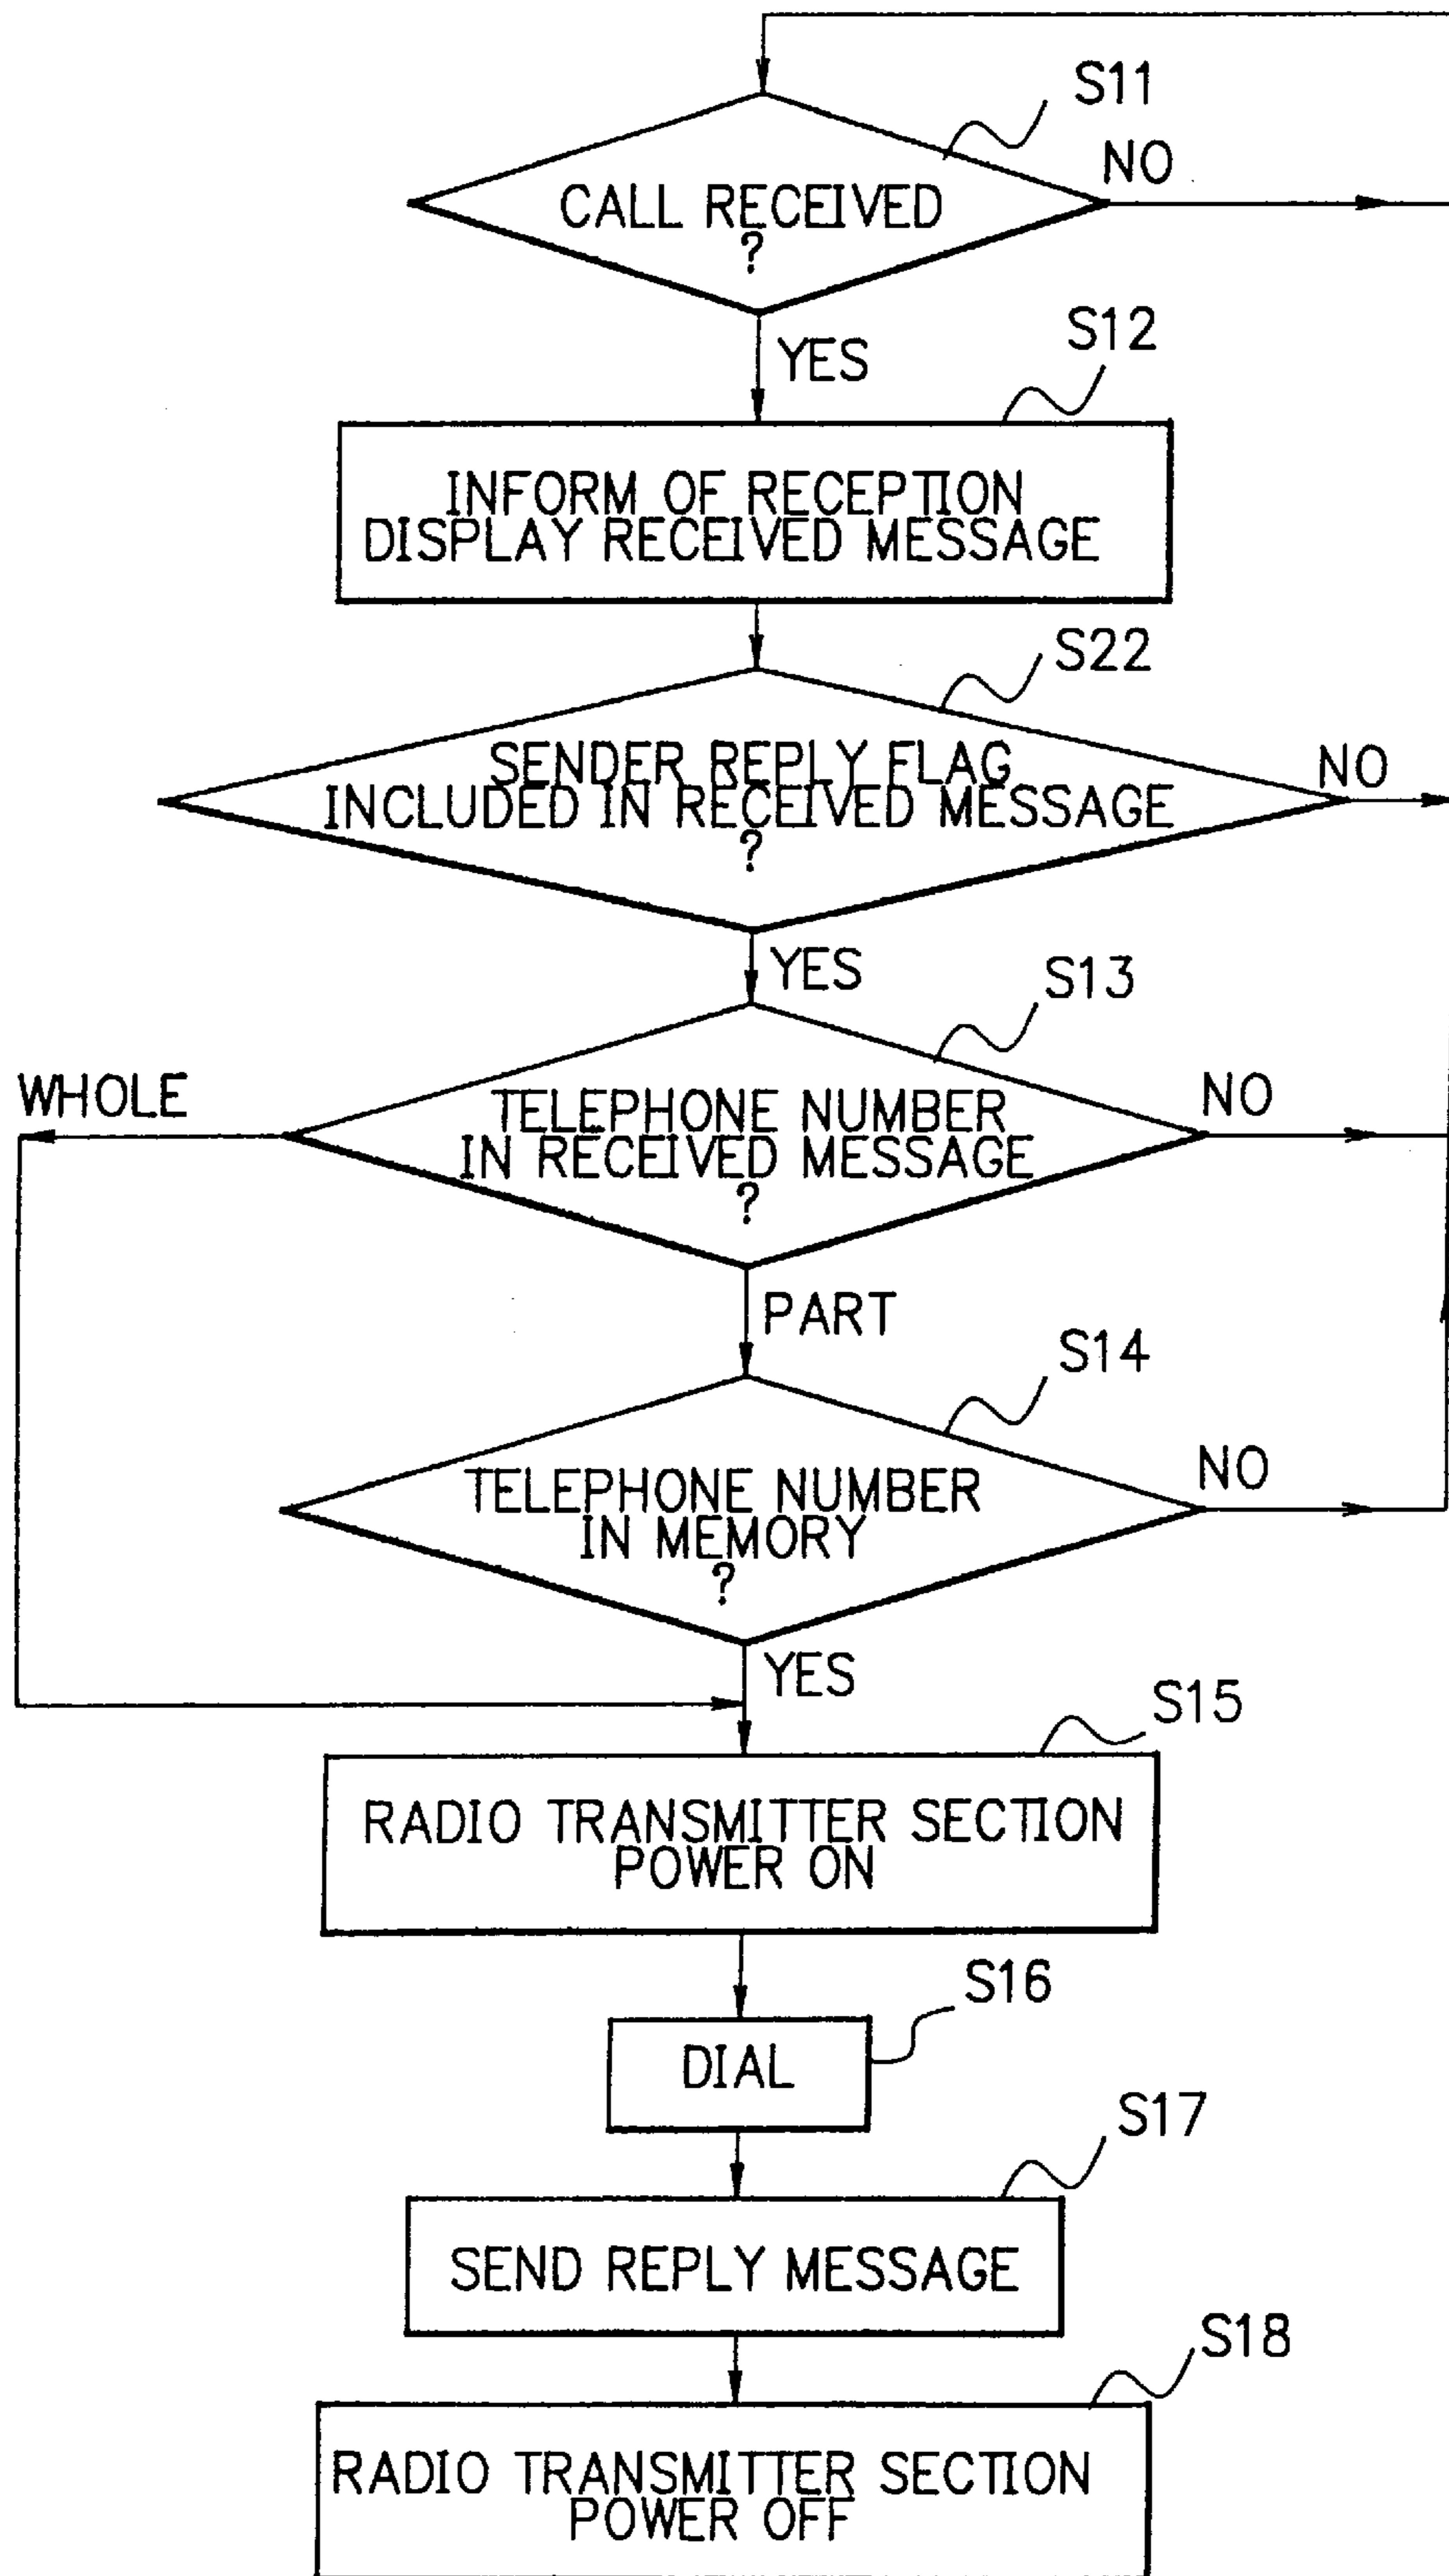 S11
NO
CALL RECEIVED
?
YES
S12
INFORM OF RECEPTION
DISPLAY RECEIVED MESSAGE
S22
SENDER REPLY FLAG
INCLUDED IN RECEIVED MESSAGE
?
NO
YES
S13
WHOLE
TELEPHONE NUMBER
IN RECEIVED MESSAGE
?
NO
PART
S14
TELEPHONE NUMBER
IN MEMORY
?
NO
YES
S15
RADIO TRANSMITTER SECTION
POWER ON
S16
DIAL
S17
SEND REPLY MESSAGE
S18
RADIO TRANSMITTER SECTION
POWER OFF